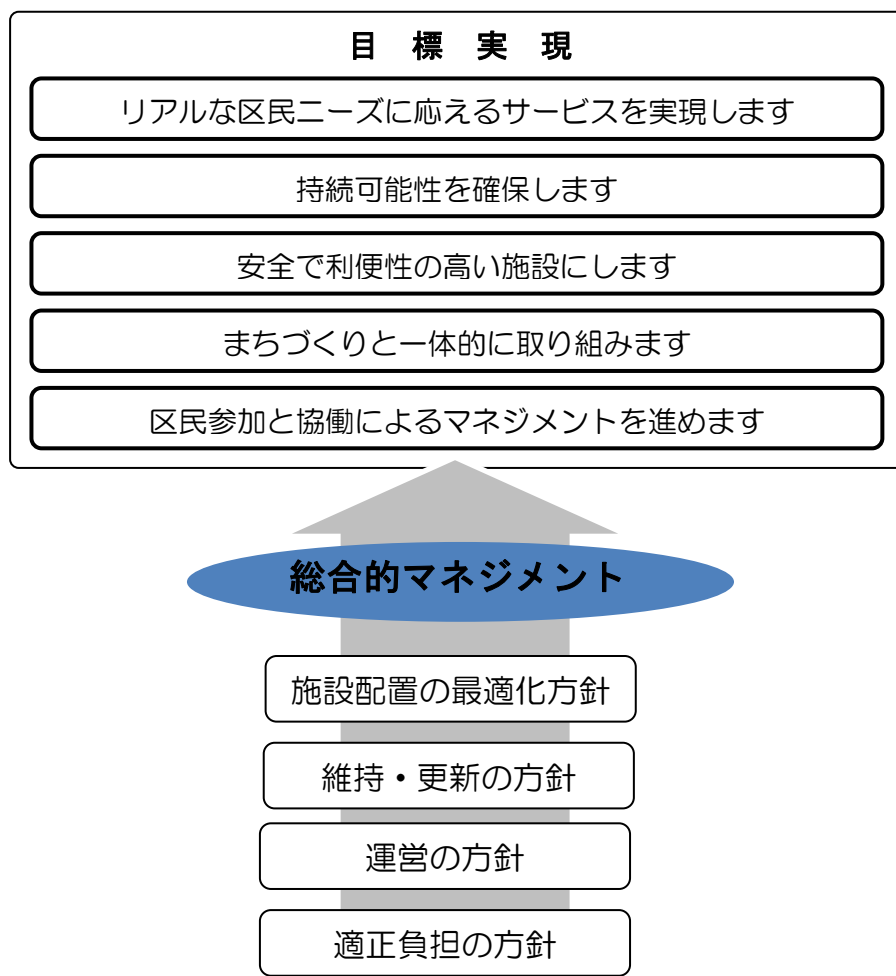 目標実現
リアルな区民ニーズに応えるサービスを実現します
持続可能性を確保します
安全で利便性の高い施設にします
まちづくりと一体的に取り組みます
区民参加と協働によるマネジメントを進めます
総合的マネジメント
施設配置の最適化方針
維持・更新の方針
運営の方針
適正負担の方針